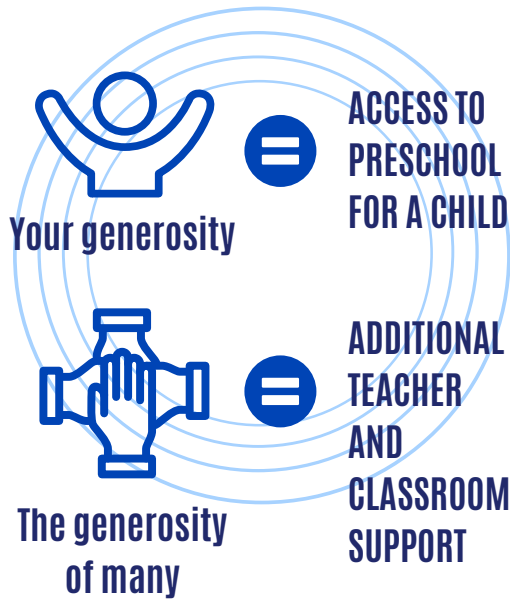 Your generosity
ACCESS TO
PRESCHOOL
FOR A CHILD
The generosity
of many
ADDITIONAL
TEACHER
AND
CLASSROOM
SUPPORT